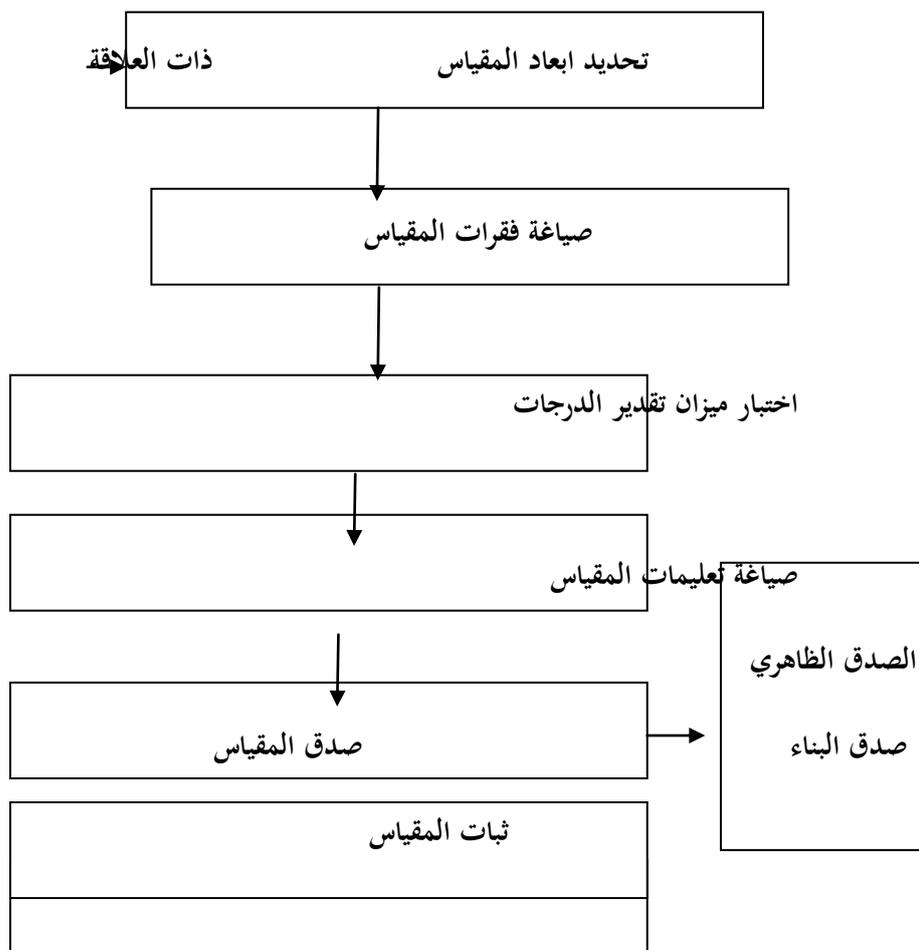 تحديد ابعاد المقياس ذات العلاقة
صياغة فقرات المقياس
اختبار ميزان تقدير الدرجات
صياغة تعليمات المقياس
الصدق الظاهري
صدق المقياس
صدق البناء
ثبات المقياس